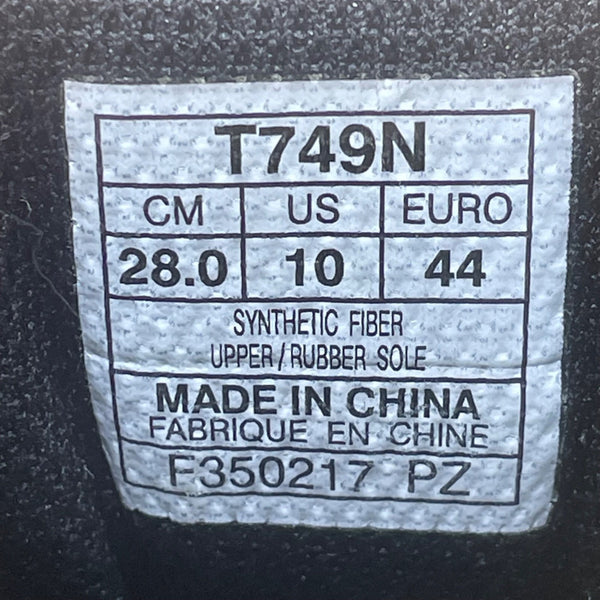 T749N
CM US EURO
28.0 10 44
SYNTHETIC FIBER
UPPER/RUBBER SOLE
MADE IN CHINA
FABRIQUE EN CHINE
F350217 PZ